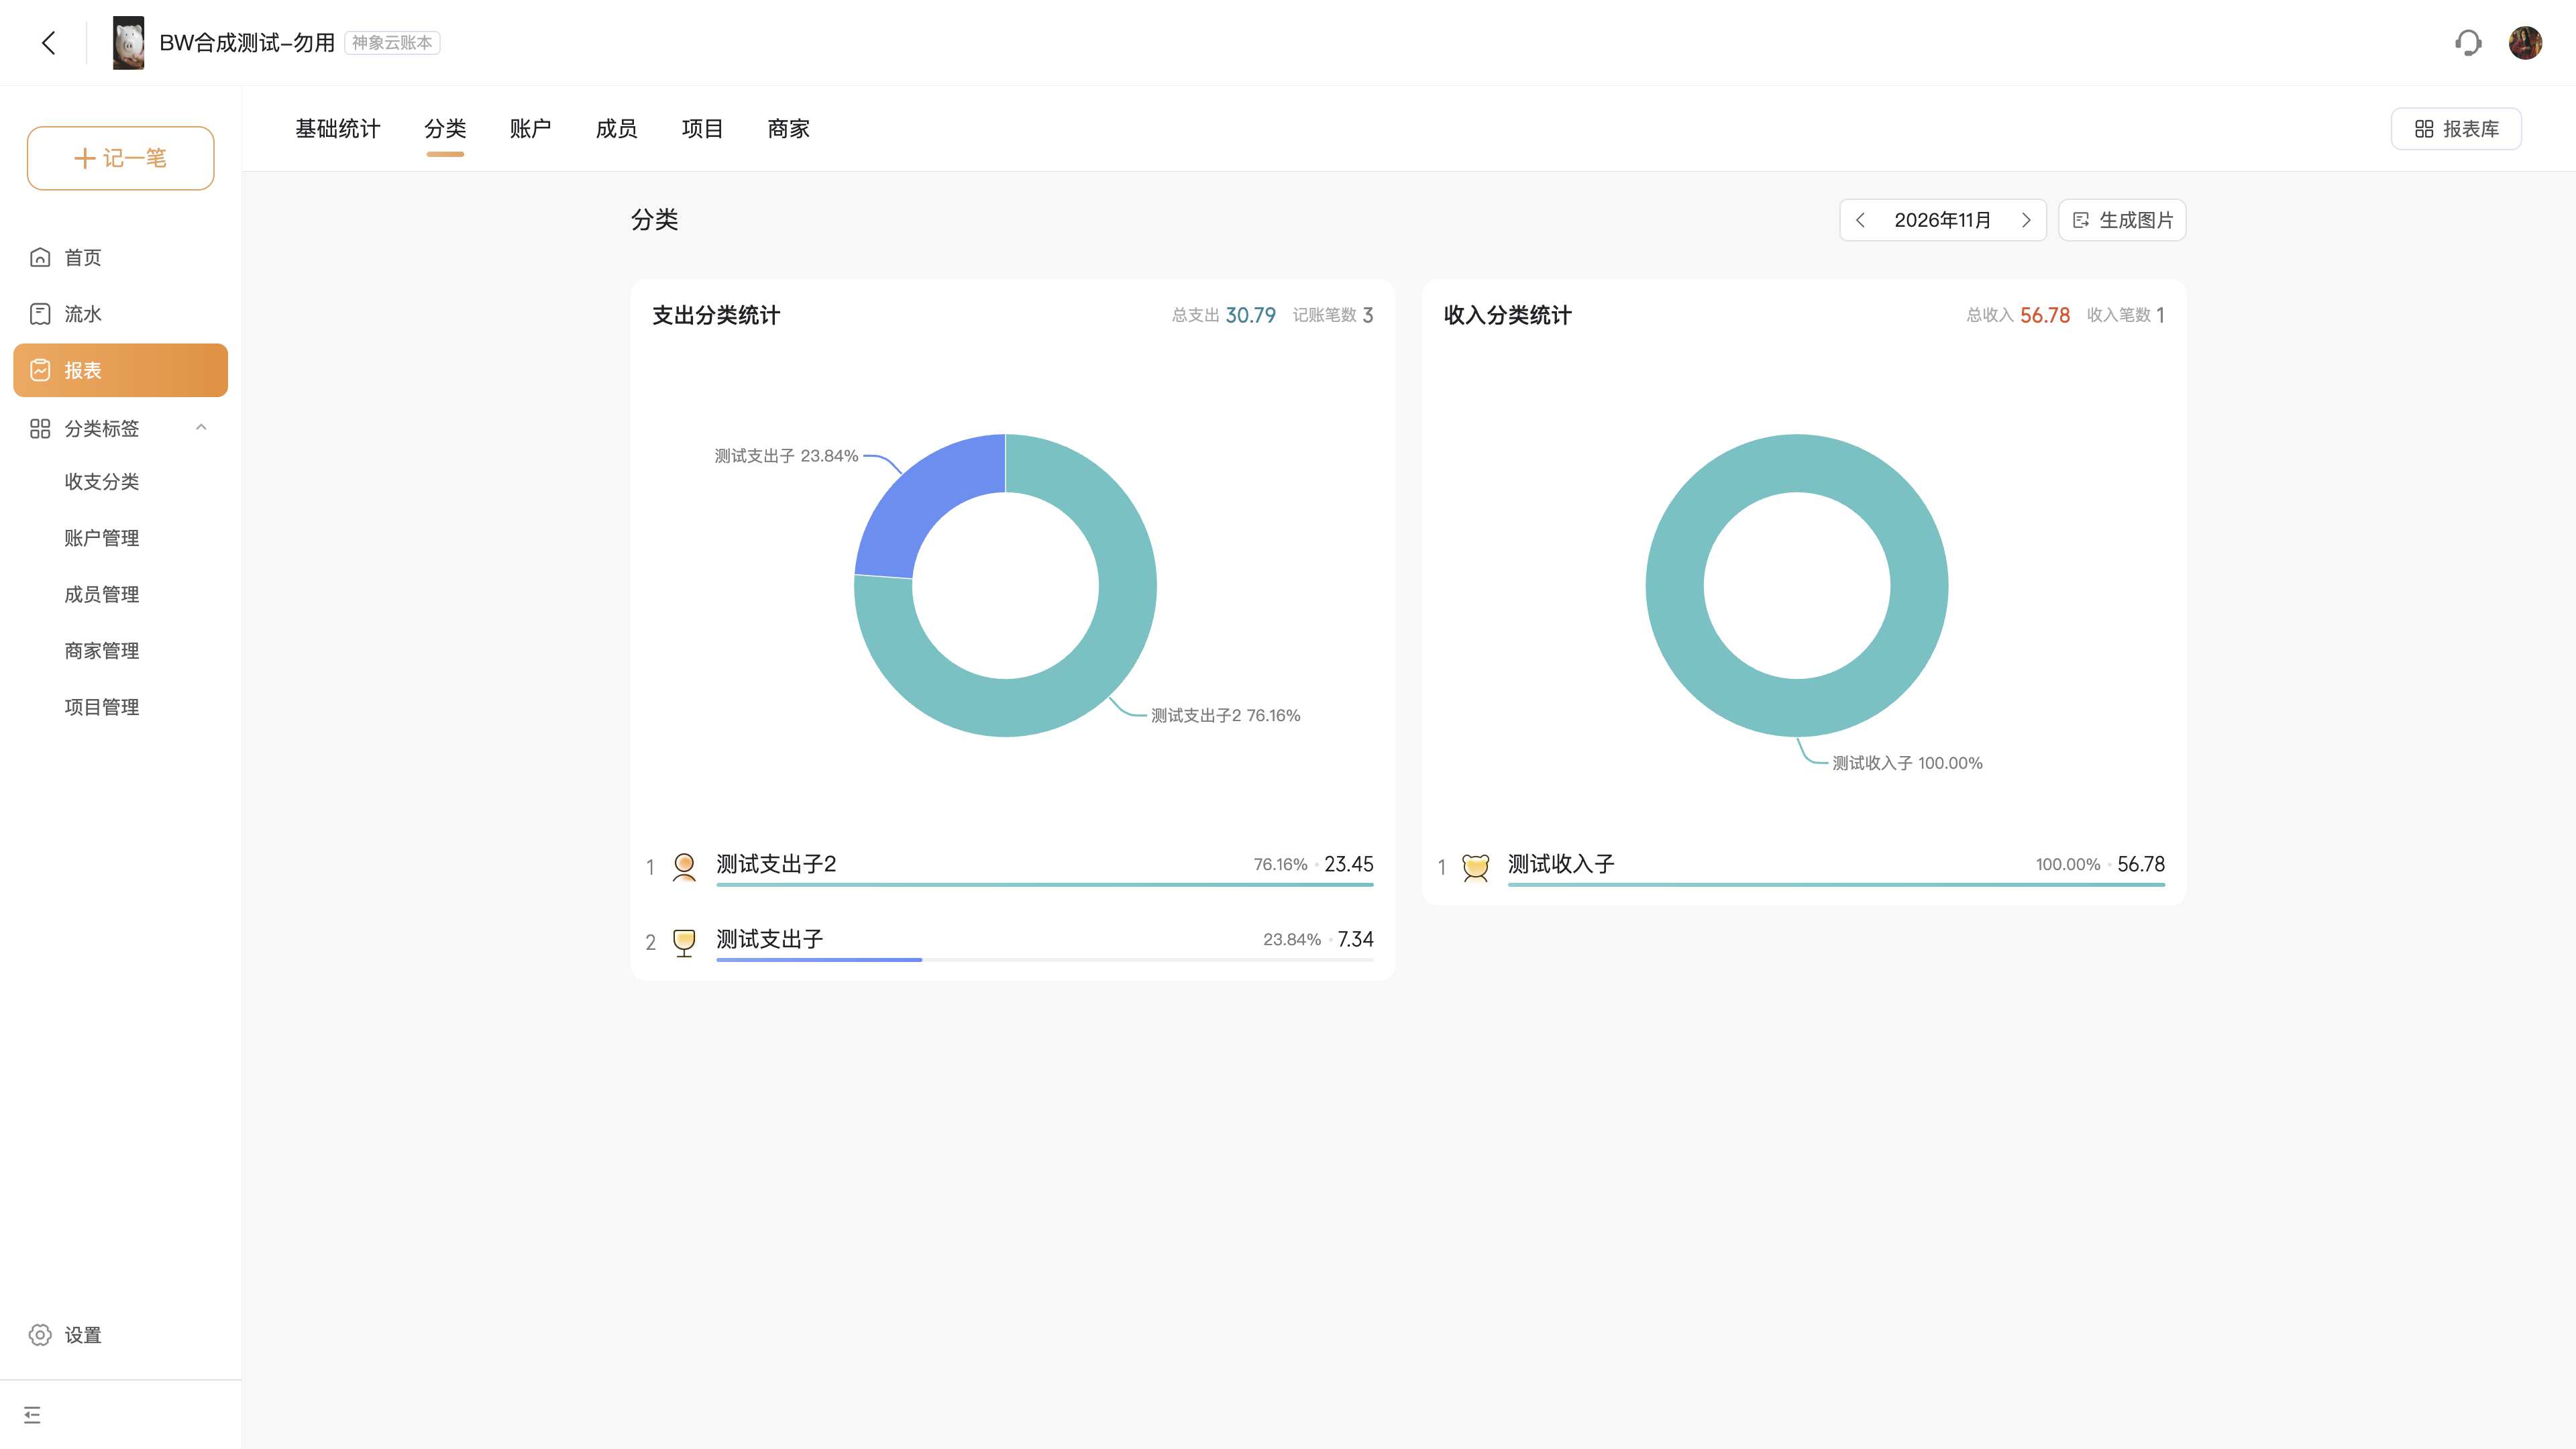 BW合成测试–勿用 神象云账本
记一笔
首页
流水
报表
分类标签
收支分类
账户管理
成员管理
商家管理
项目管理
设置
基础统计 分类 账户 成员 项目 商家
报表库
分类
2026年11月
生成图片
支出分类统计
总支出 30.79 记账笔数 3
测试支出子 23.84%
测试支出子2 76.16%
1 测试支出子2 76.16% · 23.45
2 测试支出子 23.84% · 7.34
收入分类统计
总收入 56.78 收入笔数 1
测试收入子 100.00%
1 测试收入子 100.00% · 56.78